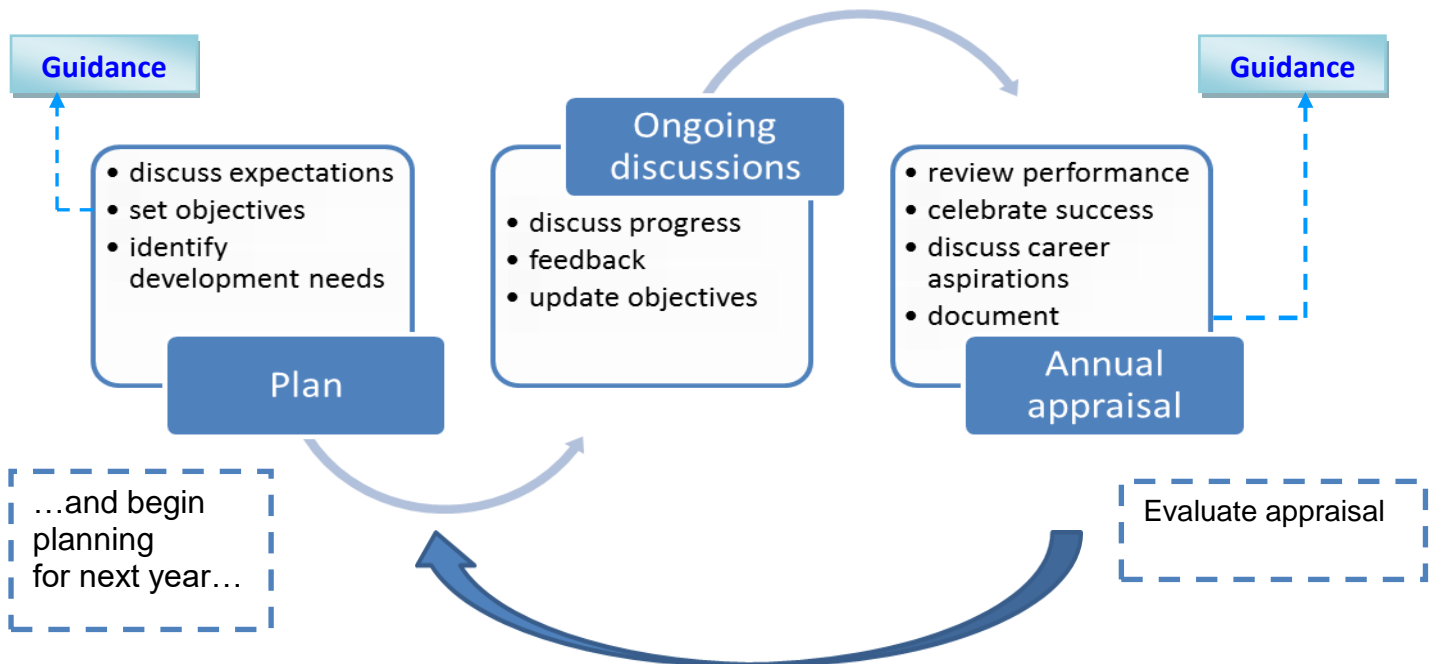 Guidance
• discuss expectations
• set objectives
• identify
development needs
Plan
Ongoing
discussions
• discuss progress
• feedback
• update objectives
Guidance
• review performance
• celebrate success
• discuss career
aspirations
• document
Annual
appraisal
Evaluate appraisal
…and begin
planning
for next year…